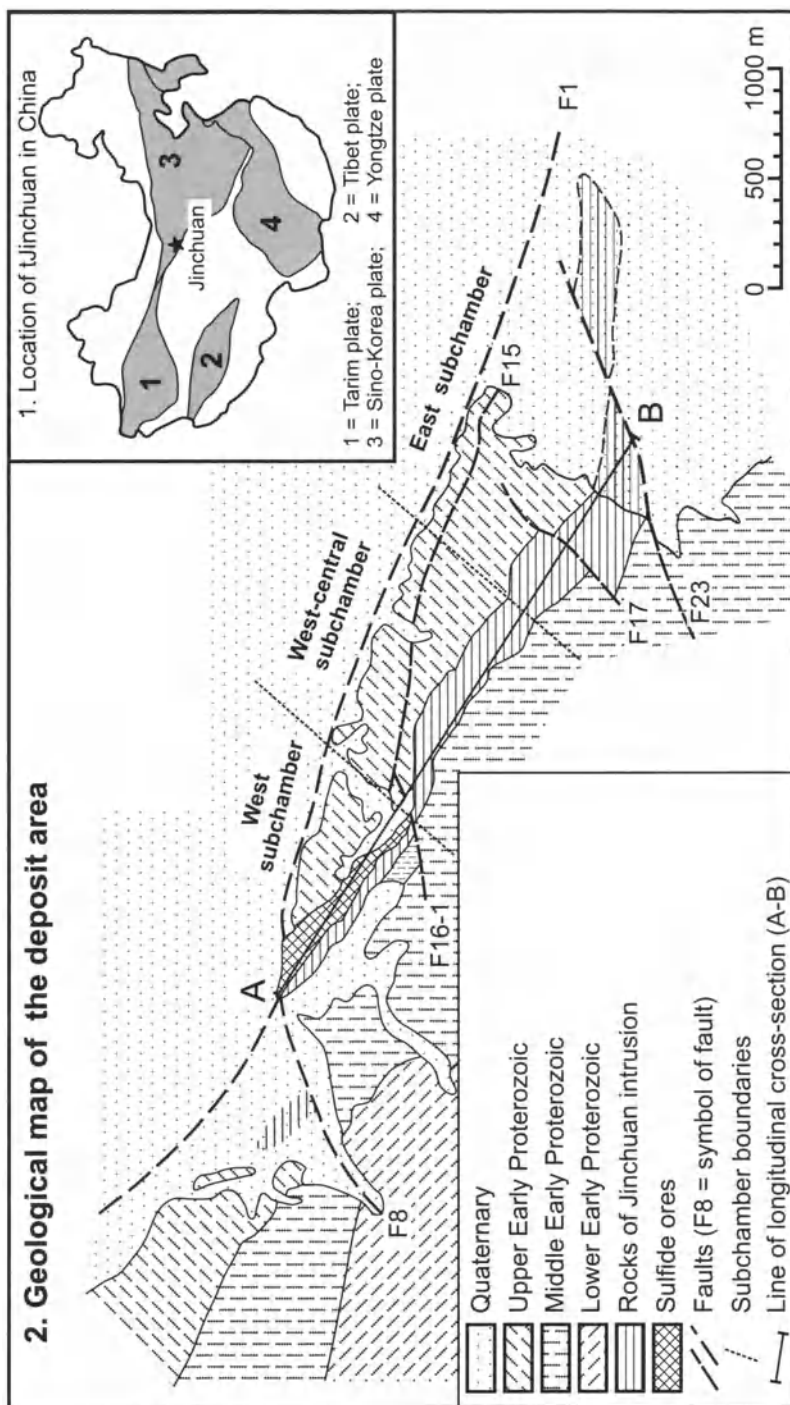 2. Geological map of the deposit area
1. Location of tJinchuan in China
1
2
3
4
Jinchuan
1 = Tarim plate; 2 = Tibet plate;
3 = Sino-Korea plate; 4 = Yongtze plate
A
West
subchamber
West-central
subchamber
East subchamber
F1
F15
F8
F16-1
F17
F23
B
0 500 1000 m
Quaternary
Upper Early Proterozoic
Middle Early Proterozoic
Lower Early Proterozoic
Rocks of Jinchuan intrusion
Sulfide ores
Faults (F8 = symbol of fault)
Subchamber boundaries
Line of longitudinal cross-section (A-B)